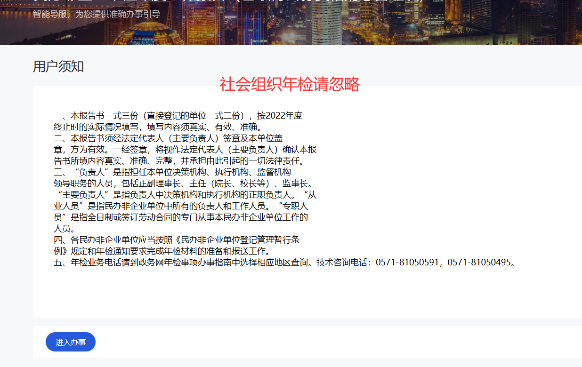 智能导服，为您提供准确办事引导
用户须知
社会组织年检请忽略
一、本报告书一式三份（直接登记的单位一式二份），按2022年度
终止时的实际情况填写，填写内容须真实、有效、准确。
二、本报告书须经法定代表人（主要负责人）签章及本单位盖
章，方为有效。一经签章，将视作法定代表人（主要负责人）确认本报
告书所填内容真实、准确、完整，并承担由此引起的一切法律责任。
三、“负责人”是指担任本单位决策机构、执行机构、监督机构
领导职务的人员，包括正副理事长、主任（院长、校长等）、监事长。
“主要负责人”是指负责人中决策机构和执行机构的正职负责人。“从
业人员”是指民办非企业单位中所有的负责人和工作人员。“专职人
员”是指全日制或签订劳动合同的专门从事本民办非企业单位工作的
人员。
四、各民办非企业单位应当按照《民办非企业单位登记管理暂行条
例》规定和年检通知要求完成年检材料的准备和报送工作。
五、年检业务电话请到政务网年检事项办事指南中选择相应地区查询。技术咨询电话：0571-81050591，0571-81050495。
进入办事